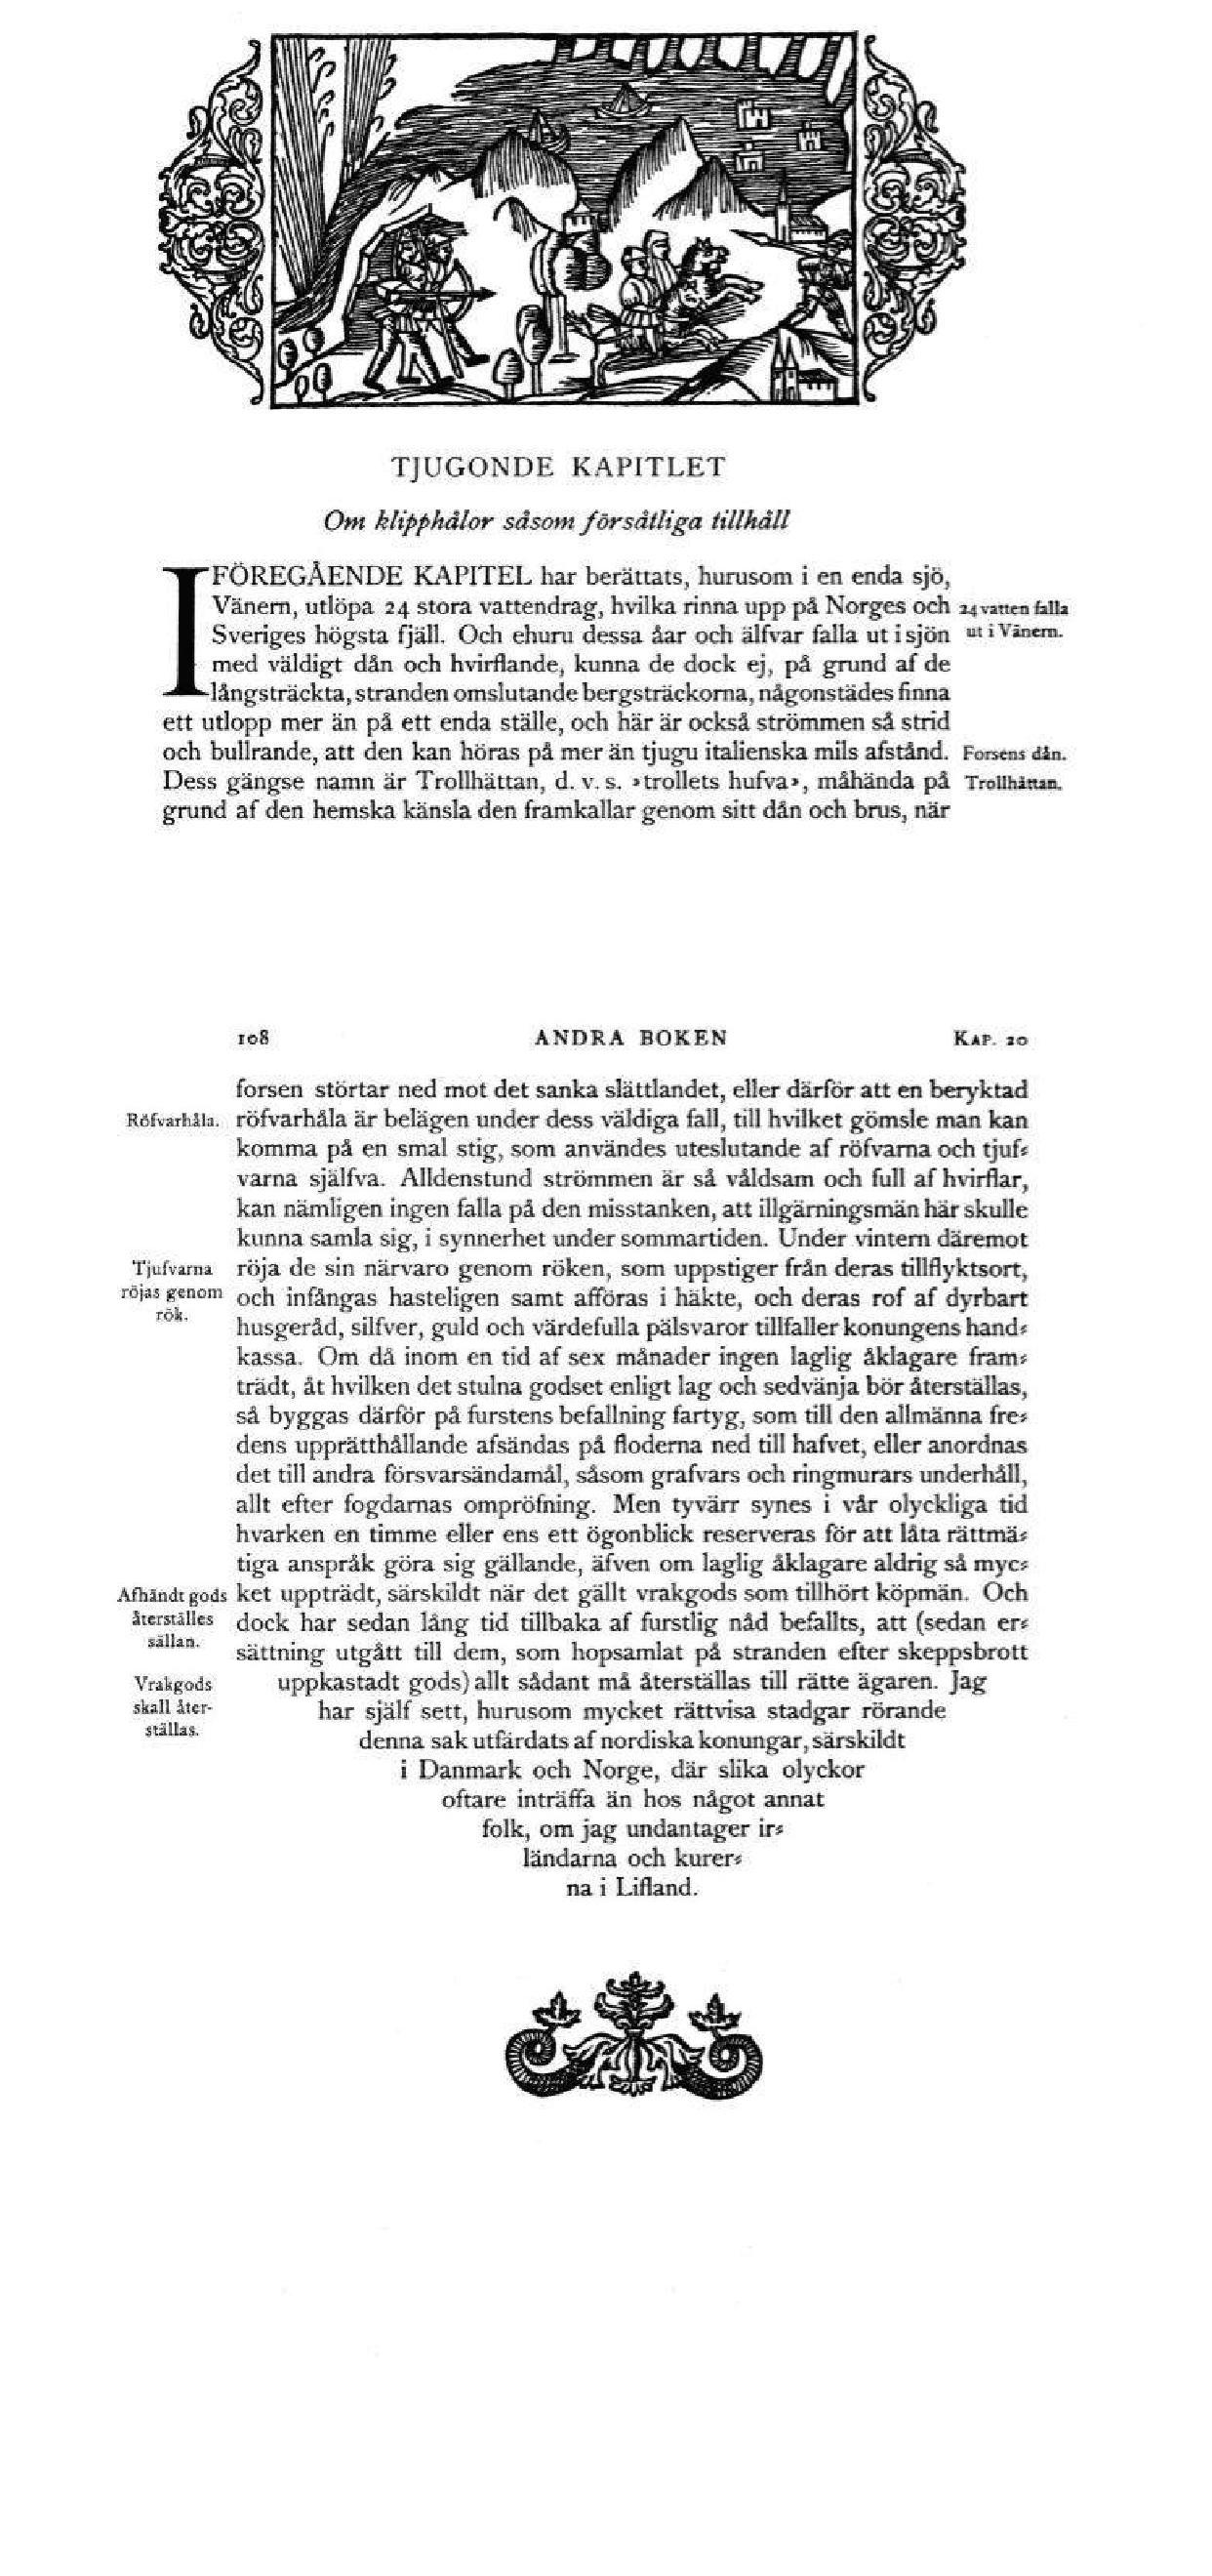 TJUGONDE KAPITLET
Om klipphålor såsom försåtliga tillhåll
I FÖREGÅENDE KAPITEL har berättats, hurusom i en enda sjö,
Vänern, utlöpa 24 stora vattendrag, hvilka rinna upp på Norges och
24 vatten falla
Sveriges högsta fjäll. Och ehuru dessa åar och älfvar falla ut i sjön
ut i Vänern.
med väldigt dån och hvirflande, kunna de dock ej, på grund af de
långsträckta, stranden omslutande bergsträckorna, någonstädes finna
ett utlopp mer än på ett enda ställe, och här är också strömmen så strid
och bullrande, att den kan höras på mer än tjugu italienska mils afstånd.
Forsens dån.
Dess gängse namn är Trollhättan, d. v. s. »trollets hufva», måhända på
Trollhättan.
grund af den hemska känsla den framkallar genom sitt dån och brus, när
108 ANDRA BOKEN KAP. 20
forsen störtar ned mot det sanka slättlandet, eller därför att en beryktad
Röfvarhåla.
röfvarhåla är belägen under dess väldiga fall, till hvilket gömsle man kan
komma på en smal stig, som användes uteslutande af röfvarna och tjuf-
varna själfva. Alldenstund strömmen är så våldsam och full af hvirflar,
kan nämligen ingen falla på den misstanken, att illgärningsmän här skulle
kunna samla sig, i synnerhet under sommartiden. Under vintern däremot
Tjufvarna
röja de sin närvaro genom röken, som uppstiger från deras tillflyktsort,
röjas genom
och infångas hasteligen samt afföras i häkte, och deras rof af dyrbart
rök.
husgeråd, silfver, guld och värdefulla pälsvaror tillfaller konungens hand-
kassa. Om då inom en tid af sex månader ingen laglig åklagare fram-
trädt, åt hvilken det stulna godset enligt lag och sedvänja bör återställas,
så byggas därför på furstens befallning fartyg, som till den allmänna fre-
dens upprätthållande afsändas på floderna ned till hafvet, eller anordnas
det till andra försvarsändamål, såsom grafvars och ringmurars underhåll,
allt efter fogdarnas ompröfning. Men tyvärr synes i vår olyckliga tid
hvarken en timme eller ens ett ögonblick reserveras för att låta rättmä-
tiga anspråk göra sig gällande, äfven om laglig åklagare aldrig så myc-
Afhändt gods
ket uppträdt, särskildt när det gällt vrakgods som tillhört köpmän. Och
återställes
dock har sedan lång tid tillbaka af furstlig nåd befallts, att (sedan er-
sällan.
sättning utgått till dem, som hopsamlat på stranden efter skeppsbrott
Vrakgods
uppkastadt gods) allt sådant må återställas till rätte ägaren. Jag
skall åter-
har själf sett, hurusom mycket rättvisa stadgar rörande
ställas.
denna sak utfärdats af nordiska konungar, särskildt
i Danmark och Norge, där slika olyckor
oftare inträffa än hos något annat
folk, om jag undantager ir-
ländarna och kurer-
na i Lifland.